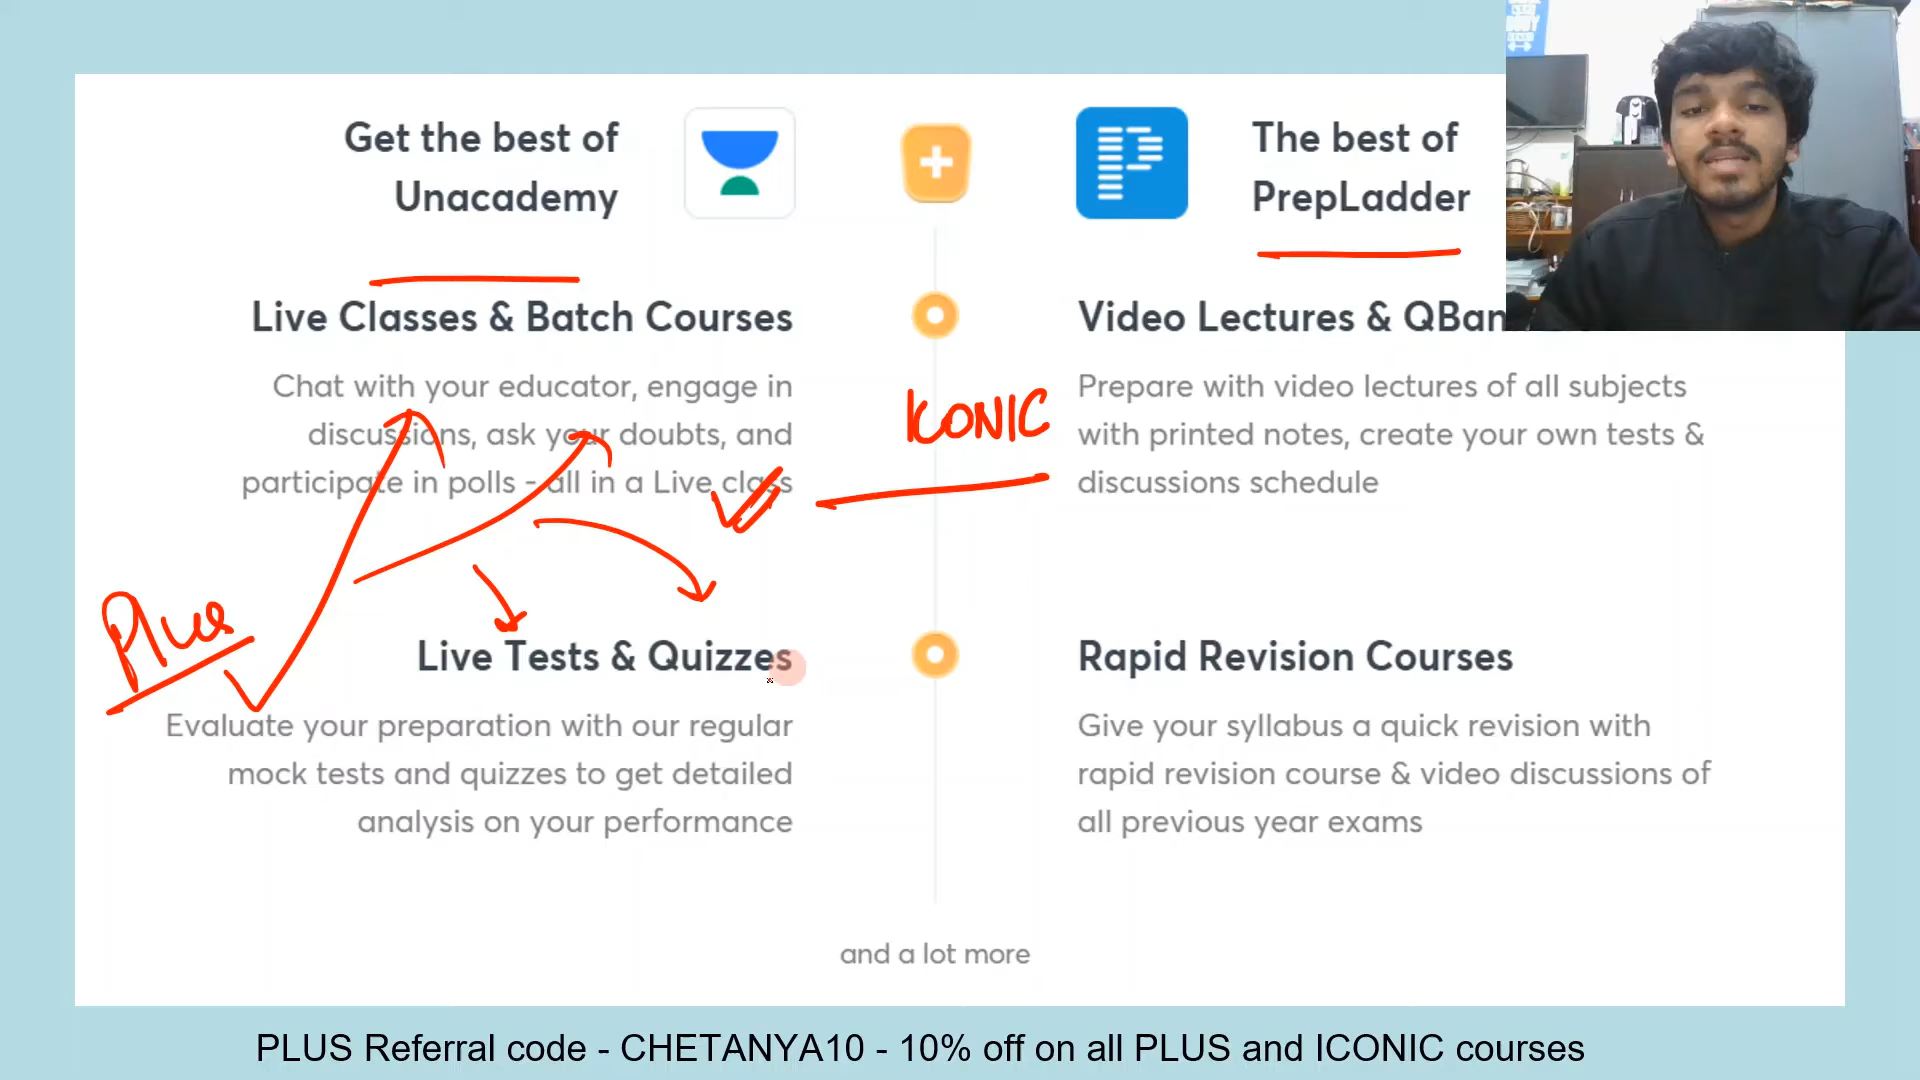 Get the best of
Unacademy
The best of
PrepLadder
Live Classes & Batch Courses
Chat with your educator, engage in
discussions, ask your doubts, and
participate in polls - all in a Live class
Video Lectures & QBan
Prepare with video lectures of all subjects
with printed notes, create your own tests &
discussions schedule
ICONIC
Plus
Live Tests & Quizzes
Evaluate your preparation with our regular
mock tests and quizzes to get detailed
analysis on your performance
Rapid Revision Courses
Give your syllabus a quick revision with
rapid revision course & video discussions of
all previous year exams
and a lot more
PLUS Referral code - CHETANYA10 - 10% off on all PLUS and ICONIC courses